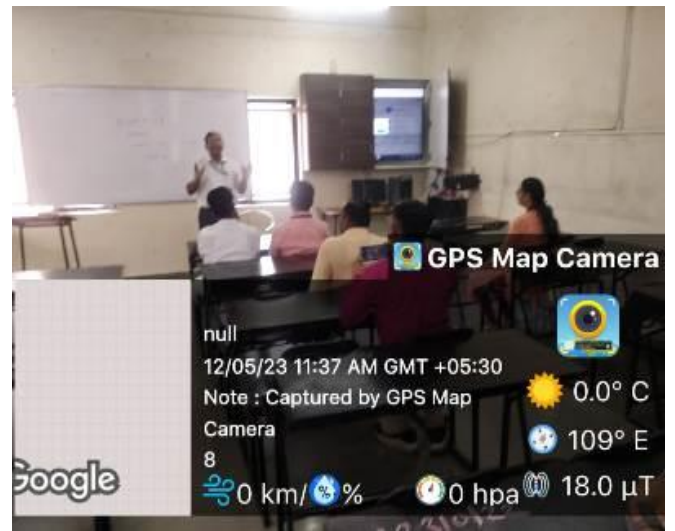 GPS Map Camera
null
12/05/23 11:37 AM GMT +05:30
Note : Captured by GPS Map
Camera
8
0.0° C
109° E
Google
0 km/ %
0 hpa
18.0 µT